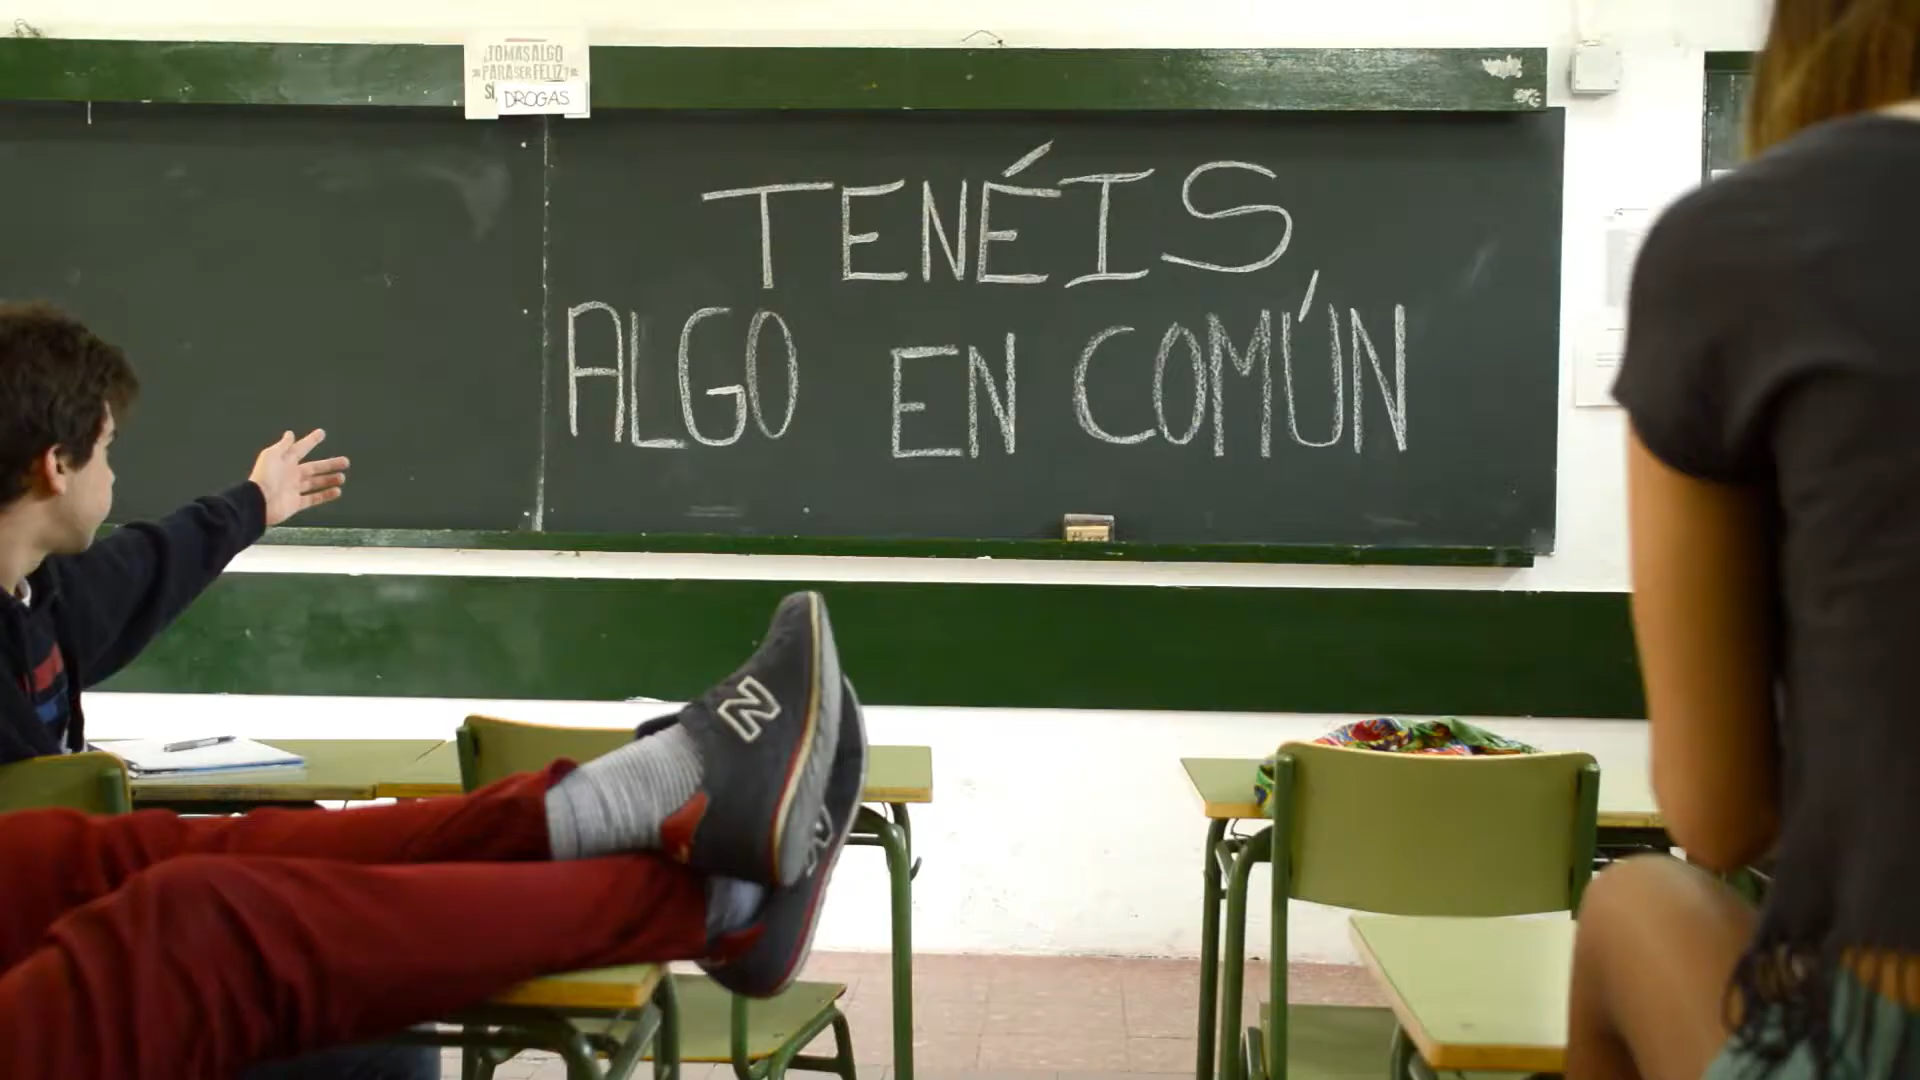 ¿TOMAS ALGO
PARA SER FELIZ?
SÍ, DROGAS
TENÉIS
ALGO EN COMÚN
N
N